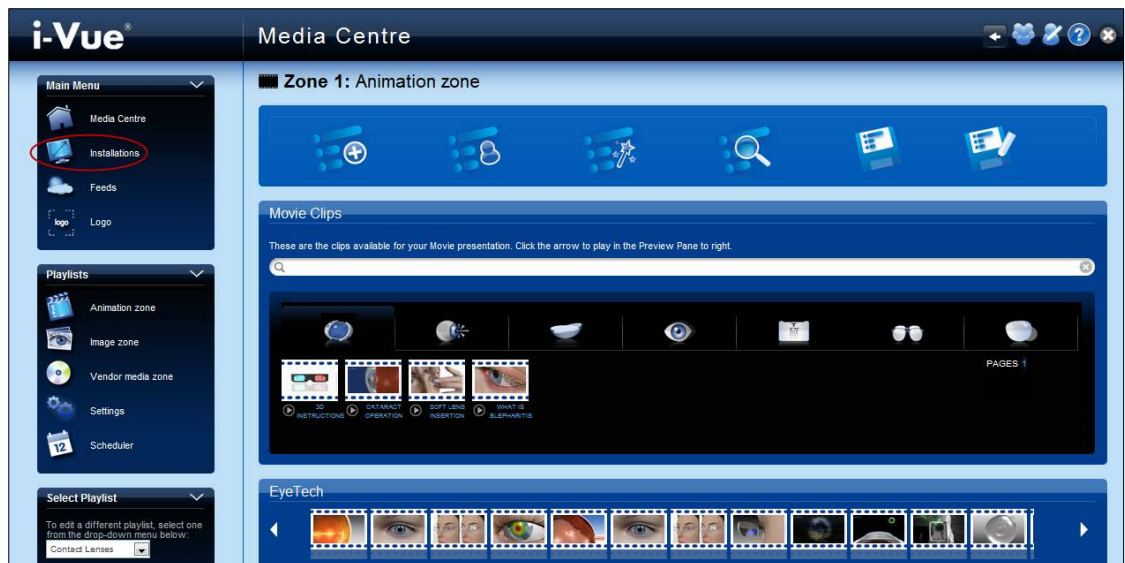 i-Vue®
Media Centre
Main Menu
Media Centre
Installations
Feeds
logo
Logo
Playlists
Animation zone
Image zone
Vendor media zone
Settings
12
Scheduler
Select Playlist
To edit a different playlist, select one
from the drop-down menu below:
Contact Lenses
Zone 1: Animation zone
Movie Clips
These are the clips available for your Movie presentation. Click the arrow to play in the Preview Pane to right.
3D
INSTRUCTIONS
CATARACT
OPERATION
SOFT LENS
INSERTION
WHAT IS
BLEPHARITIS
PAGES 1
EyeTech